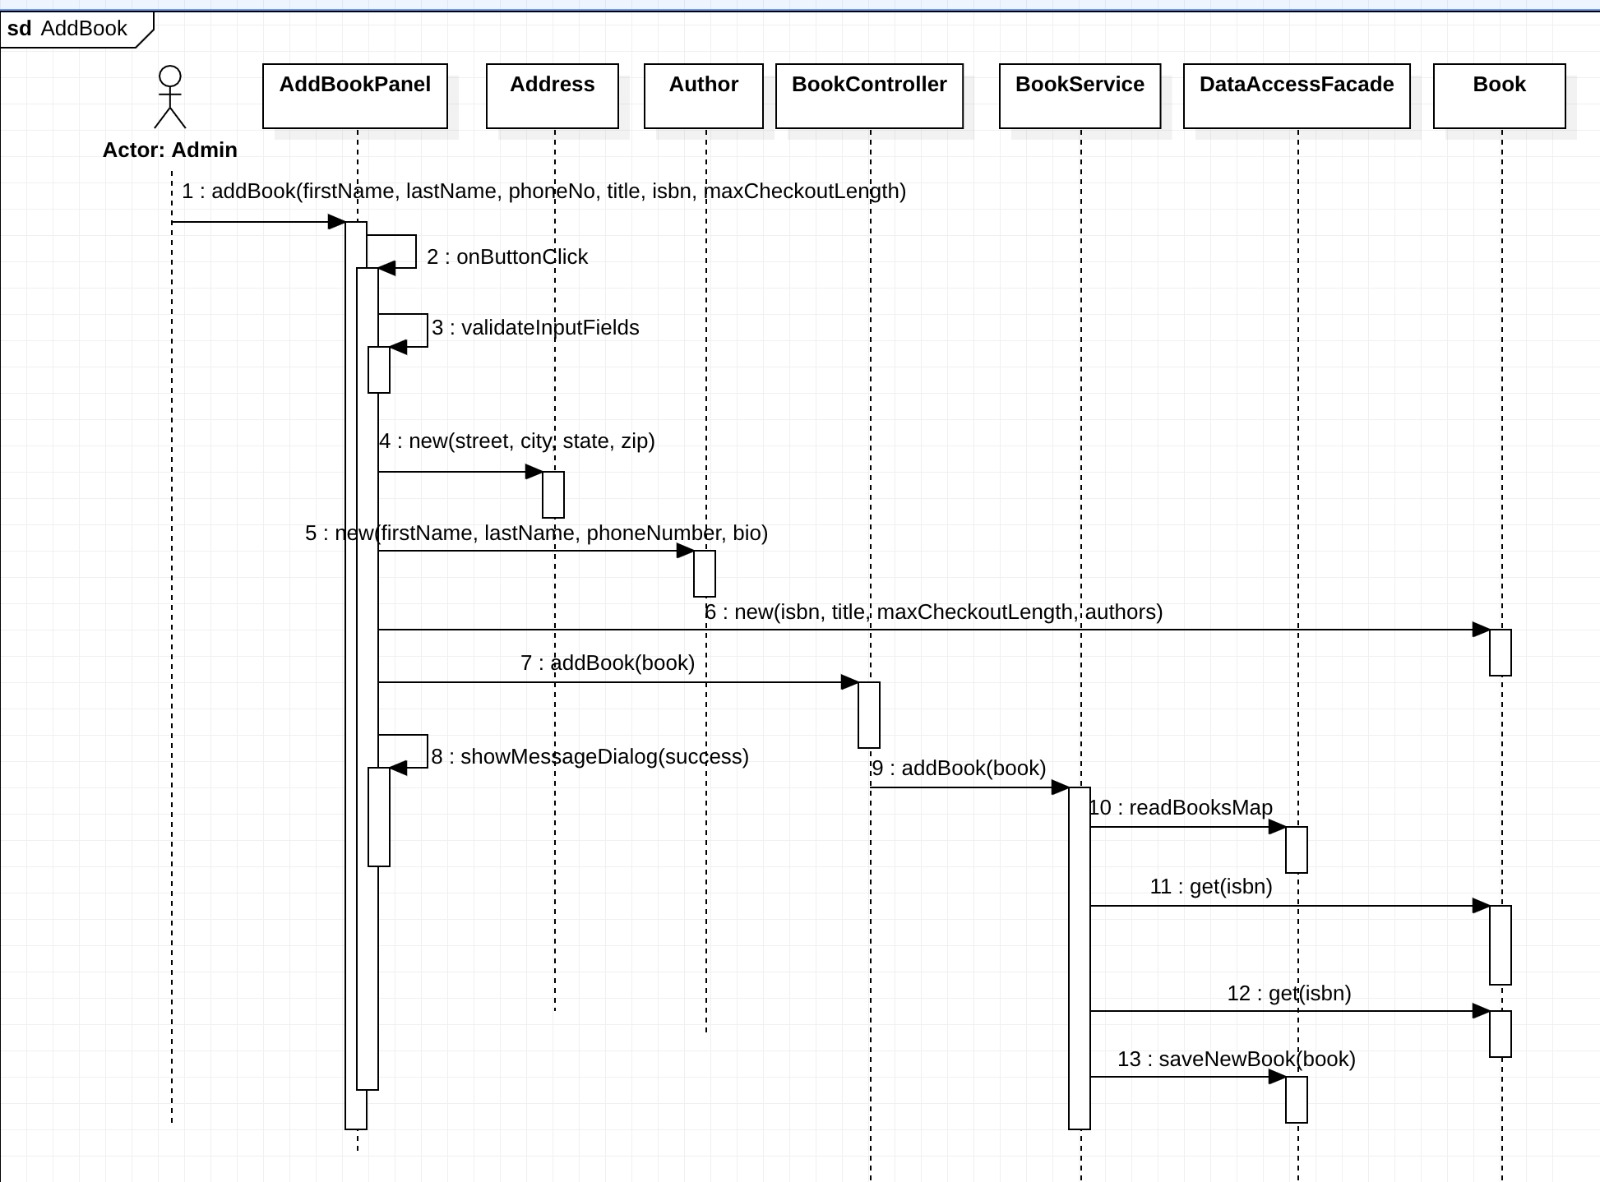 sd AddBook
Actor: Admin
AddBookPanel
Address
Author
BookController
BookService
DataAccessFacade
Book
1 : addBook(firstName, lastName, phoneNo, title, isbn, maxCheckoutLength)
2 : onButtonClick
3 : validateInputFields
4 : new(street, city, state, zip)
5 : new(firstName, lastName, phoneNumber, bio)
6 : new(isbn, title, maxCheckoutLength, authors)
7 : addBook(book)
8 : showMessageDialog(success)
9 : addBook(book)
10 : readBooksMap
11 : get(isbn)
12 : get(isbn)
13 : saveNewBook(book)